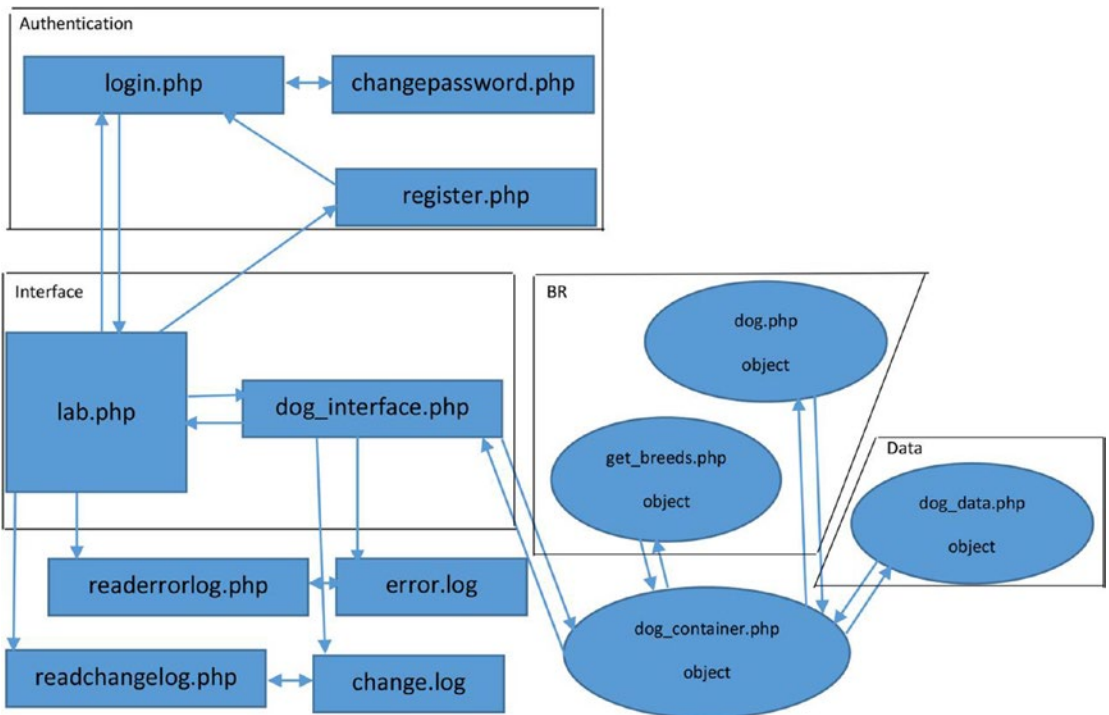 Authentication
login.php
changepassword.php
register.php
Interface
lab.php
dog_interface.php
BR
dog.php
object
get_breeds.php
object
Data
dog_data.php
object
readerrorlog.php
error.log
dog_container.php
object
readchangelog.php
change.log